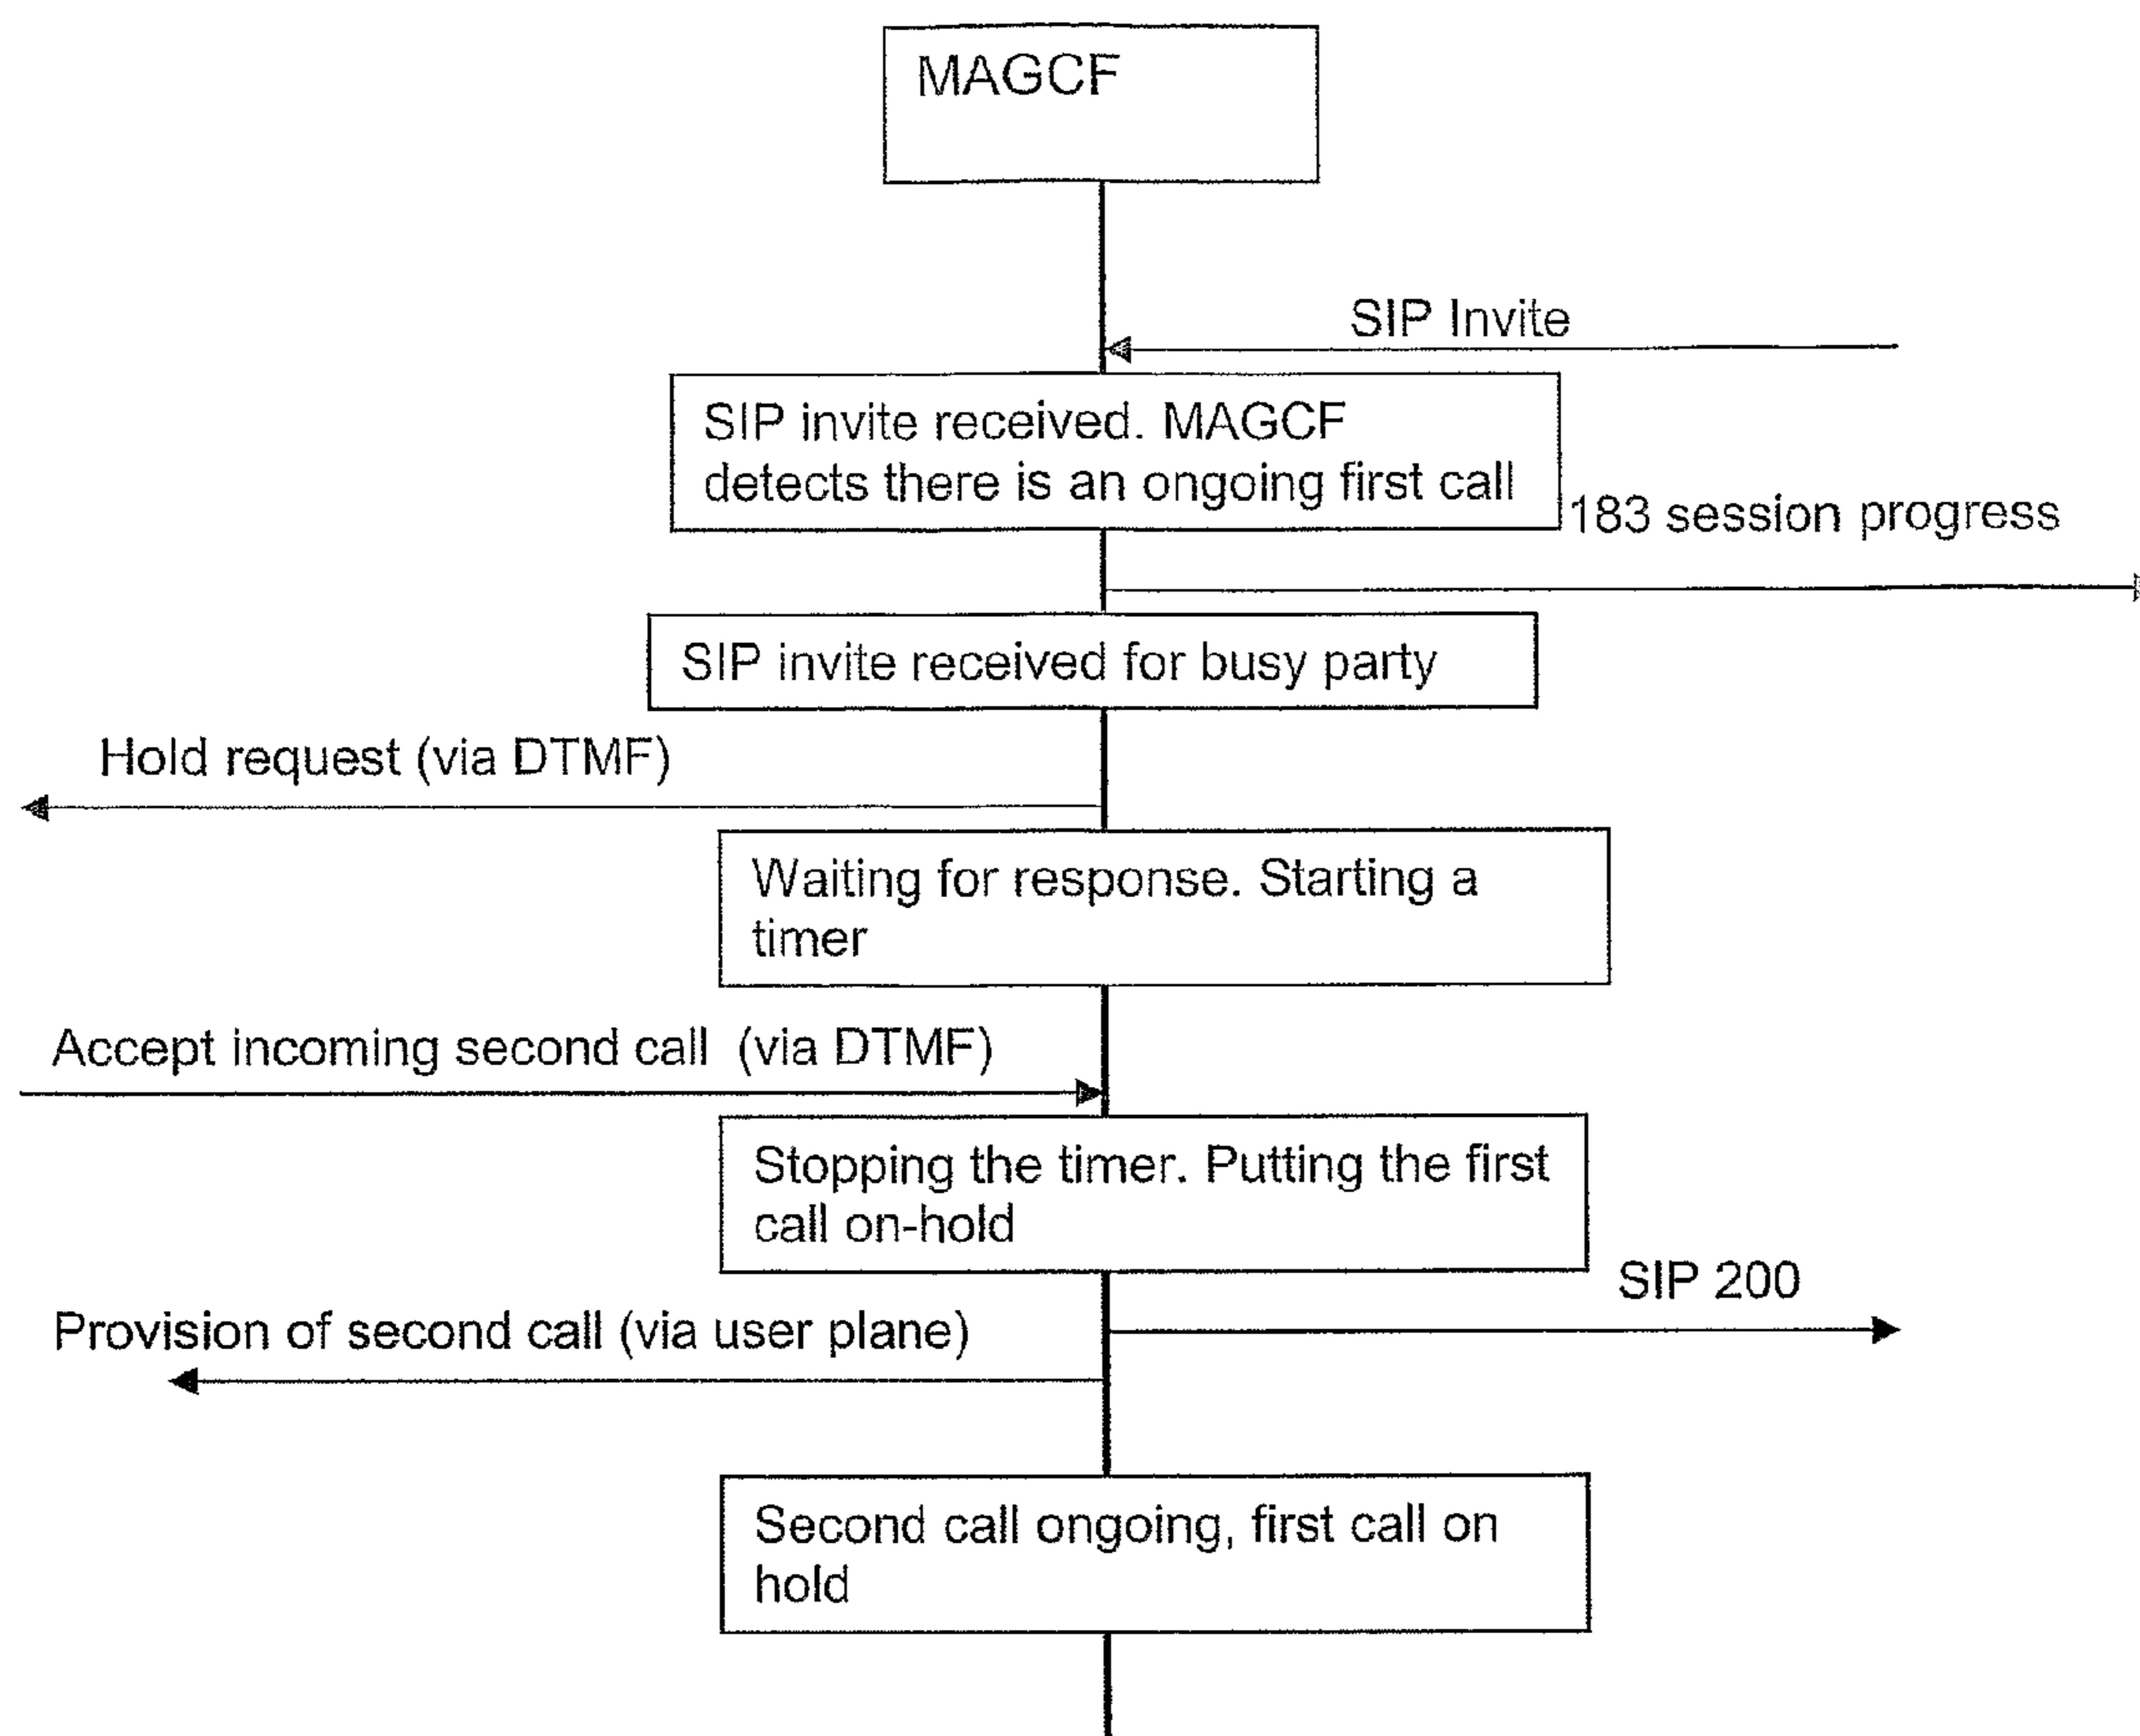 MAGCF
SIP Invite
SIP invite received. MAGCF
detects there is an ongoing first call
183 session progress
SIP invite received for busy party
Hold request (via DTMF)
Waiting for response. Starting a
timer
Accept incoming second call (via DTMF)
Stopping the timer. Putting the first
call on-hold
SIP 200
Provision of second call (via user plane)
Second call ongoing, first call on
hold